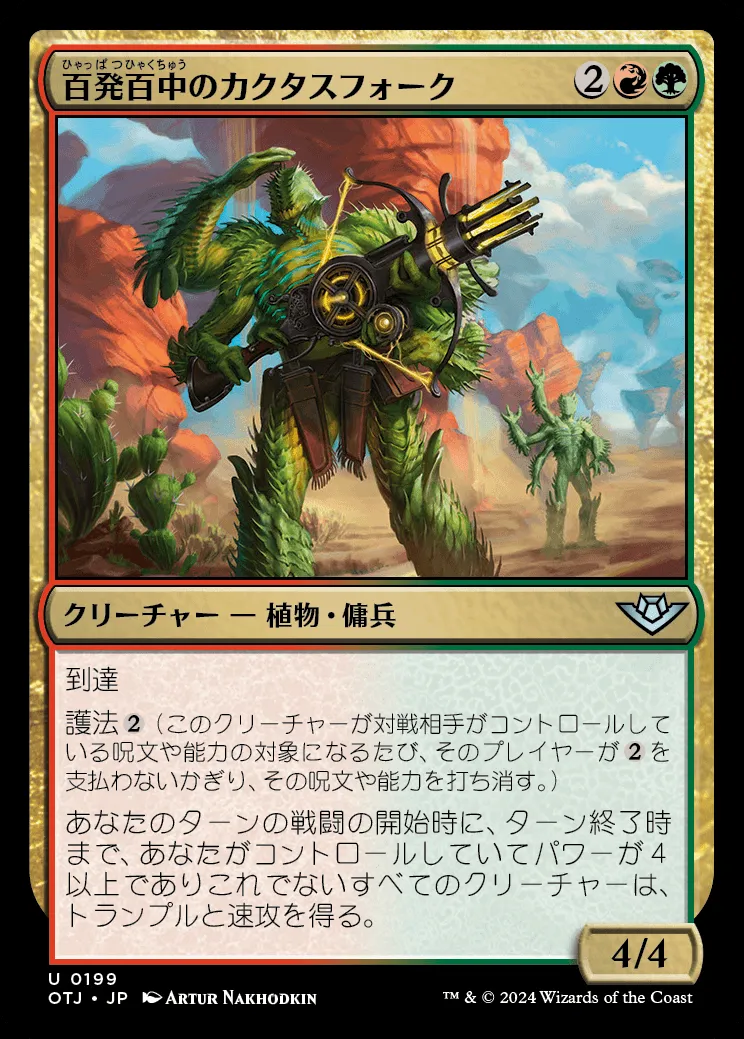 ひゃっぱつひゃくちゅう
百発百中のカクタスフォーク 2
クリーチャー — 植物・傭兵
到達
護法 2（このクリーチャーが対戦相手がコントロールして
いる呪文や能力の対象になるたび、そのプレイヤーが 2 を
支払わないかぎり、その呪文や能力を打ち消す。）
あなたのターンの戦闘の開始時に、ターン終了時
まで、あなたがコントロールしていてパワーが４
以上でありこれでないすべてのクリーチャーは、
トランプルと速攻を得る。
4/4
U 0199
OTJ • JP Artur Nakhodkin
™ & © 2024 Wizards of the Coast